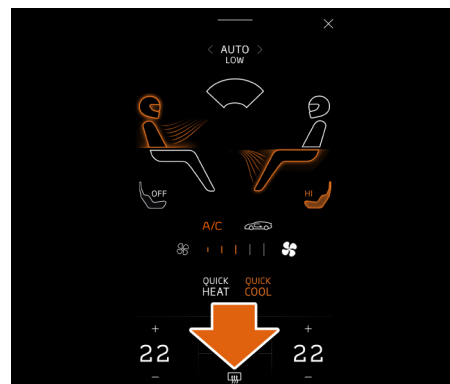 AUTO
LOW
OFF
HI
A/C
QUICK HEAT
QUICK COOL
+ +
22 22
− −